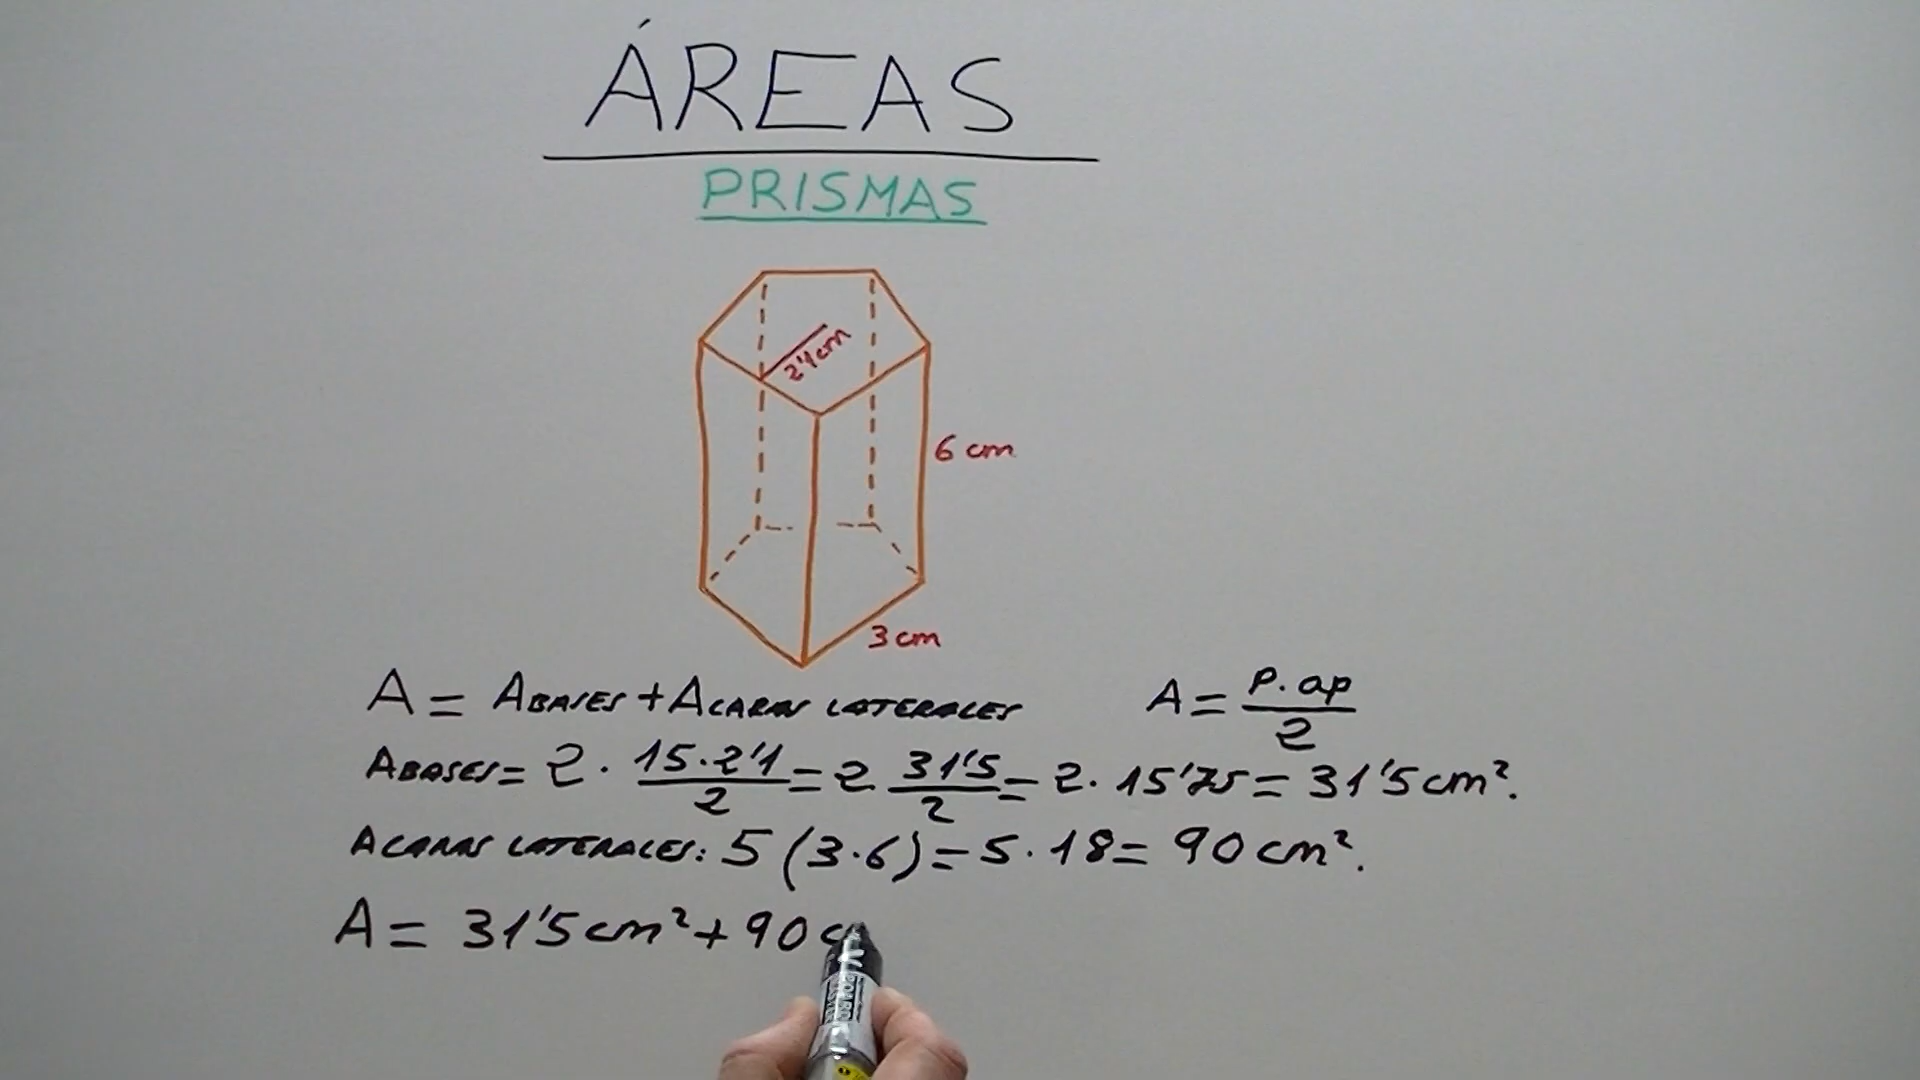 ÁREAS
PRISMAS
2'1cm
6 cm
3 cm
A = ABASES + ACARAS LATERALES
A = P.ap / 2
ABASES = 2 · 15·2'1 / 2 = 2 31'5 / 2 = 2 · 15'75 = 31'5 cm².
ACARAS LATERALES: 5 (3·6) = 5 · 18 = 90 cm².
A = 31'5 cm² + 90 c